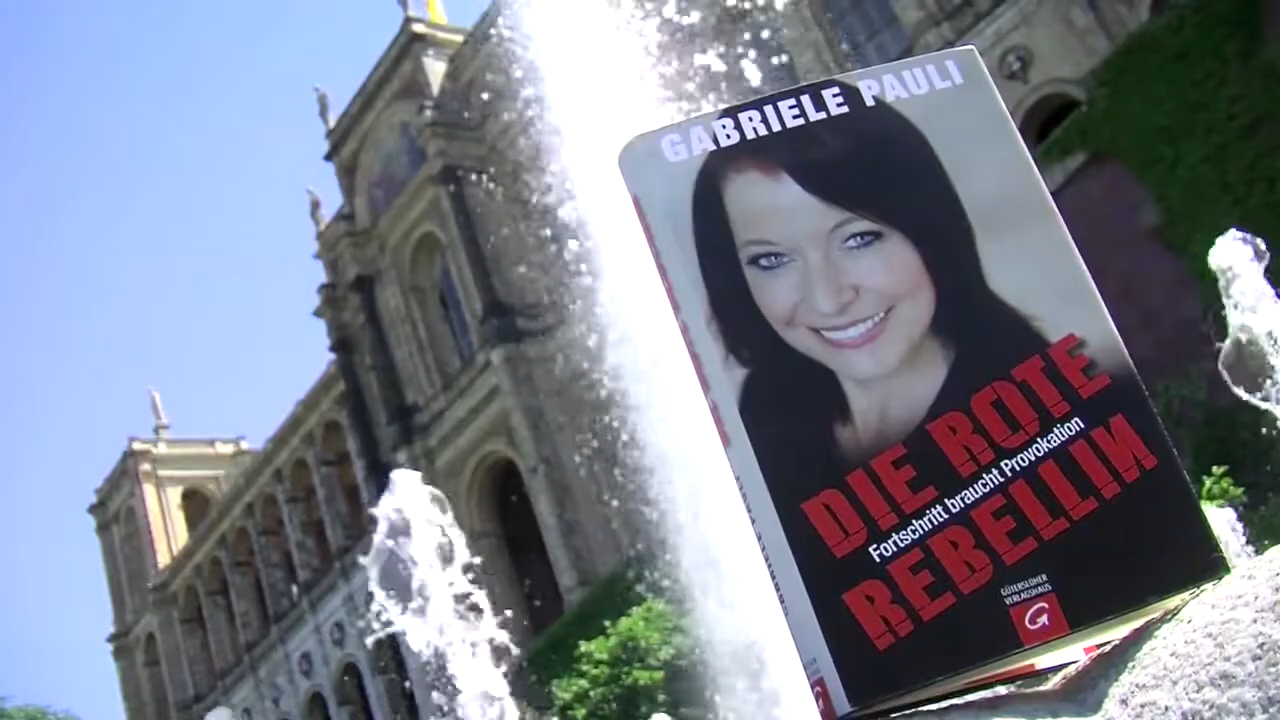 GABRIELE PAULI
DIE ROTE
Fortschritt braucht Provokation
REBELLIN
GÜTERSLOHER
VERLAGSHAUS
G